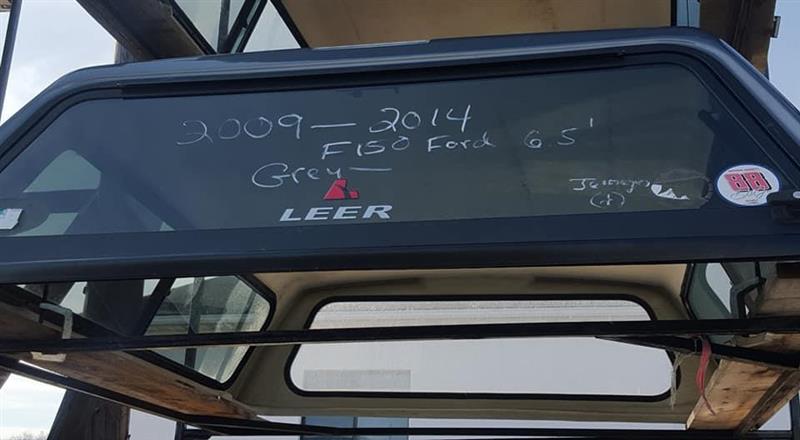 2009 — 2014
F150 Ford 6.5'
Grey —
LEER
88